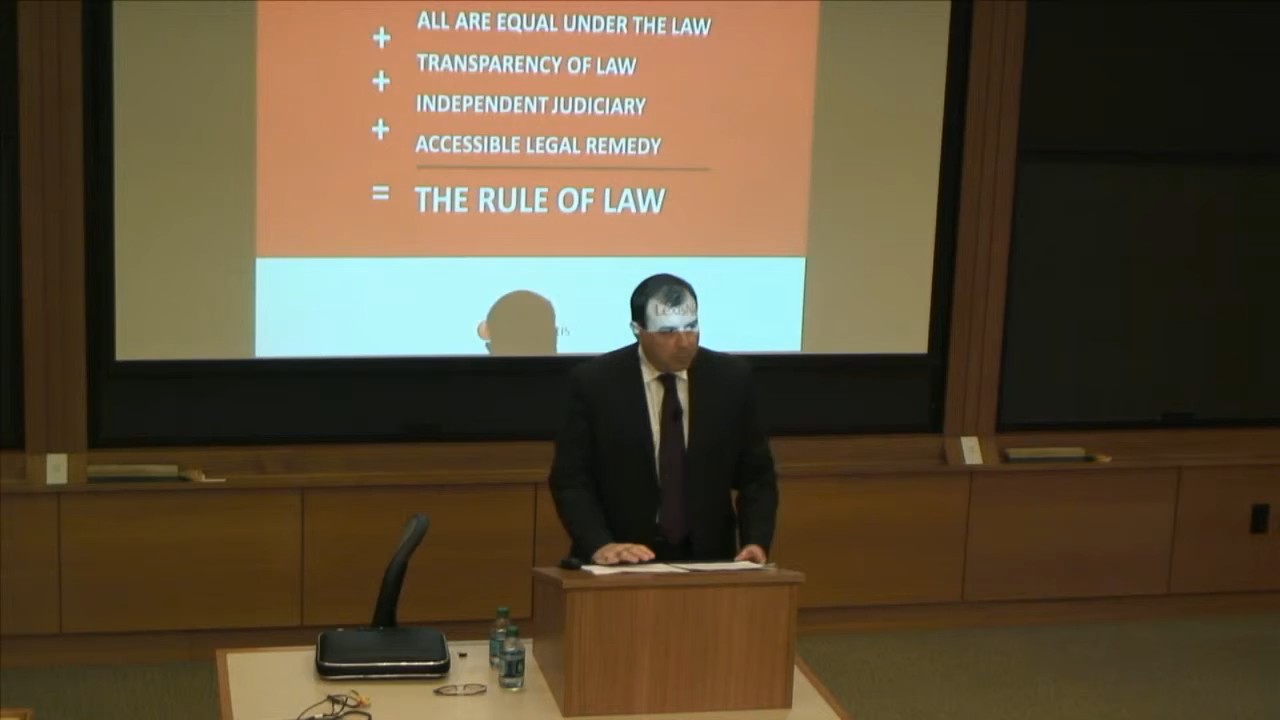 + ALL ARE EQUAL UNDER THE LAW
+ TRANSPARENCY OF LAW
+ INDEPENDENT JUDICIARY
ACCESSIBLE LEGAL REMEDY
= THE RULE OF LAW